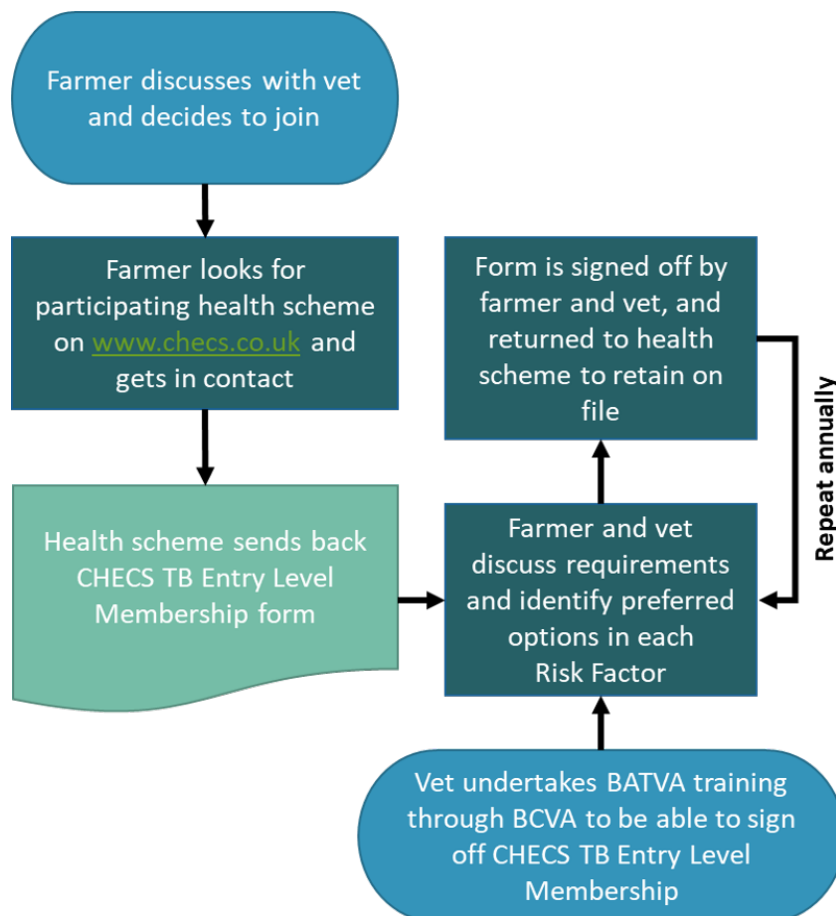 Farmer discusses with vet
and decides to join
Farmer looks for
participating health scheme
on www.checs.co.uk and
gets in contact
Health scheme sends back
CHECS TB Entry Level
Membership form
Form is signed off by
farmer and vet, and
returned to health
scheme to retain on
file
Repeat annually
Farmer and vet
discuss requirements
and identify preferred
options in each
Risk Factor
Vet undertakes BATVA training
through BCVA to be able to sign
off CHECS TB Entry Level
Membership